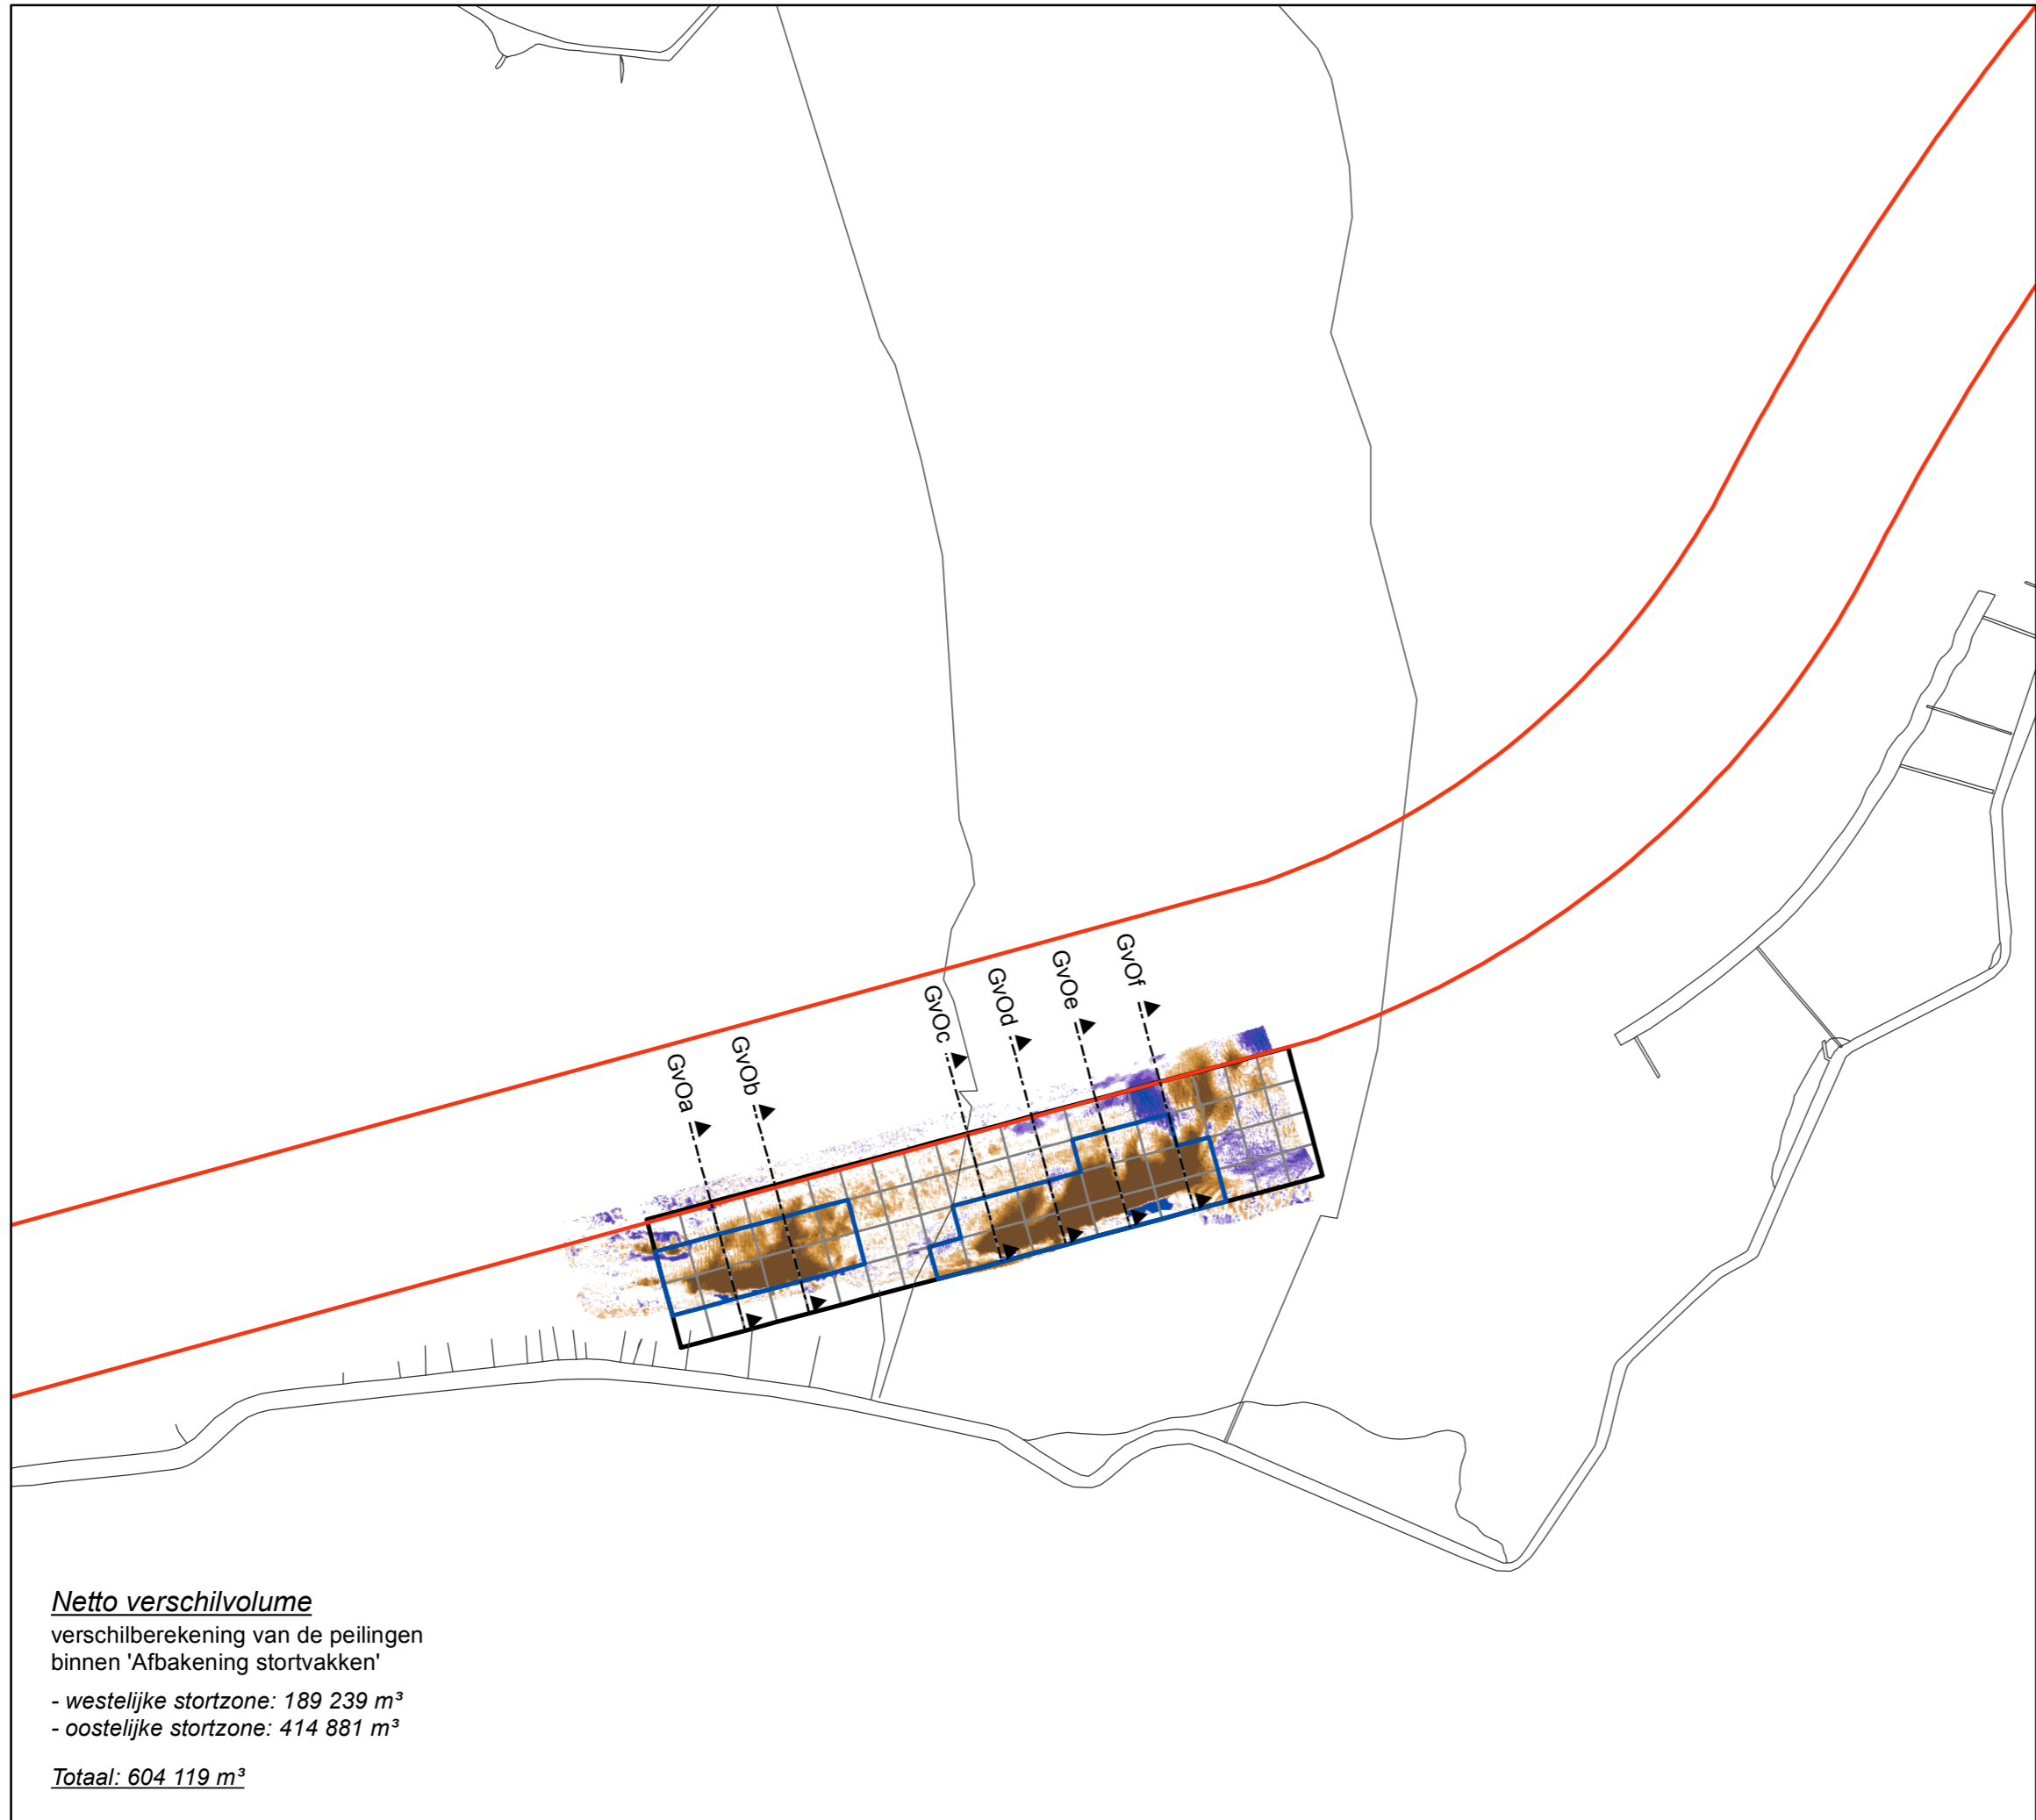 GvOf
GvOe
GvOd
GvOc
GvOb
GvOa
Netto verschilvolume
verschilberekening van de peilingen
binnen 'Afbakening stortvakken'
- westelijke stortzone: 189 239 m³
- oostelijke stortzone: 414 881 m³
Totaal: 604 119 m³